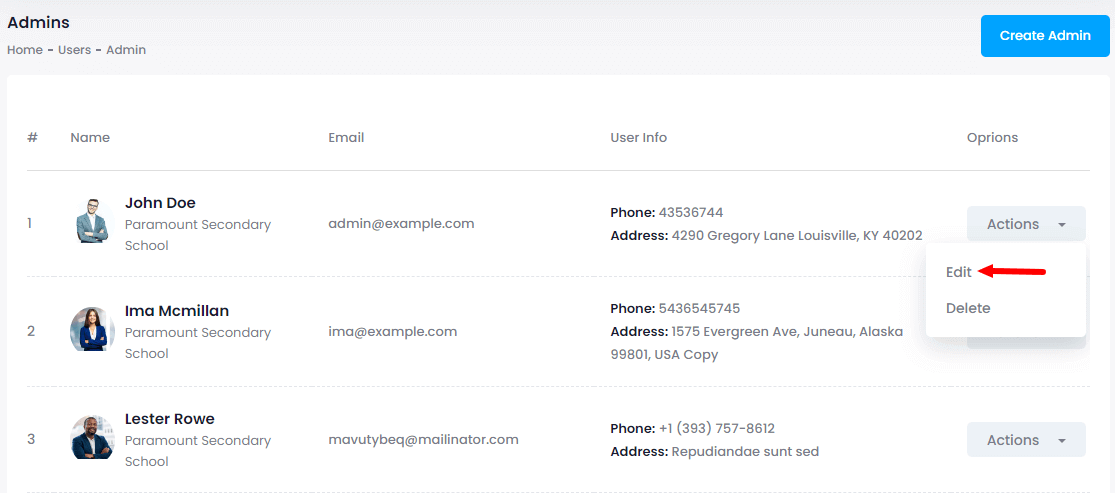 Admins
Home - Users - Admin
Create Admin
# Name Email User Info Oprions
1
John Doe
Paramount Secondary
School
admin@example.com
Phone: 43536744
Address: 4290 Gregory Lane Louisville, KY 40202
Actions
Edit
Delete
2
Ima Mcmillan
Paramount Secondary
School
ima@example.com
Phone: 5436545745
Address: 1575 Evergreen Ave, Juneau, Alaska
99801, USA Copy
3
Lester Rowe
Paramount Secondary
School
mavutybeq@mailinator.com
Phone: +1 (393) 757-8612
Address: Repudiandae sunt sed
Actions